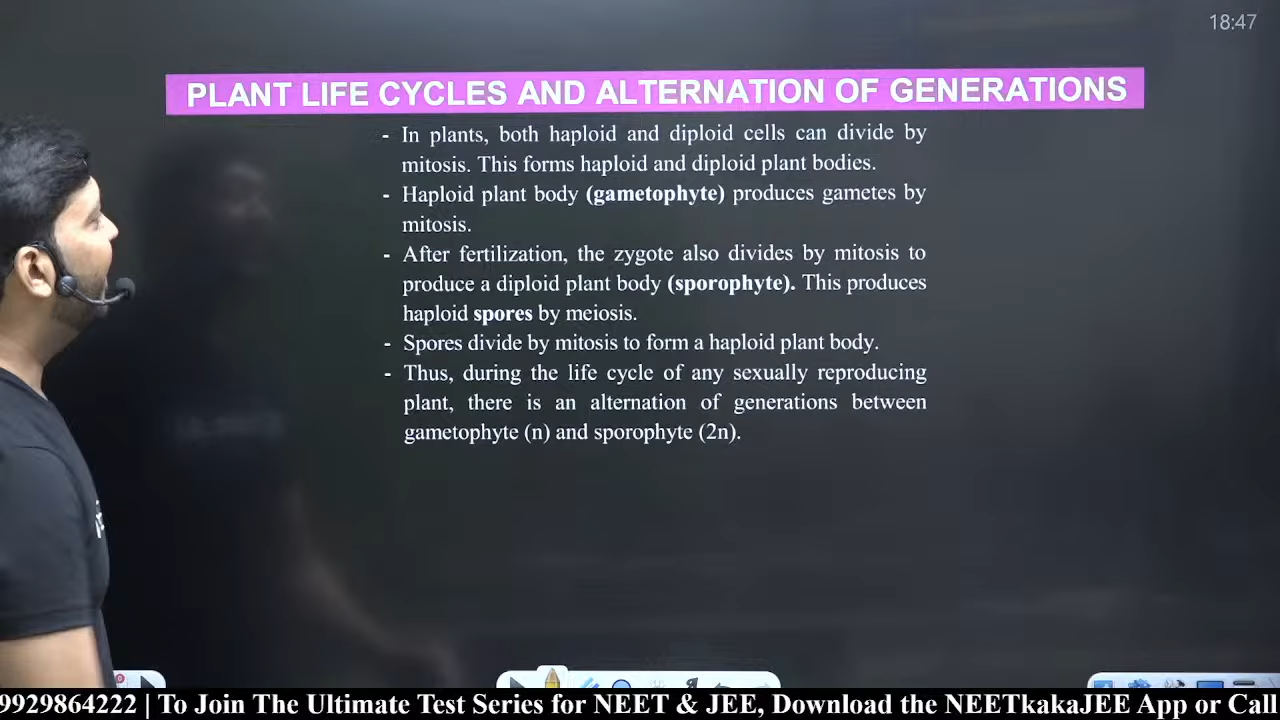 18:47
PLANT LIFE CYCLES AND ALTERNATION OF GENERATIONS
- In plants, both haploid and diploid cells can divide by
mitosis. This forms haploid and diploid plant bodies.
- Haploid plant body (gametophyte) produces gametes by
mitosis.
- After fertilization, the zygote also divides by mitosis to
produce a diploid plant body (sporophyte). This produces
haploid spores by meiosis.
- Spores divide by mitosis to form a haploid plant body.
- Thus, during the life cycle of any sexually reproducing
plant, there is an alternation of generations between
gametophyte (n) and sporophyte (2n).
9929864222 | To Join The Ultimate Test Series for NEET & JEE, Download the NEETkakaJEE App or Call